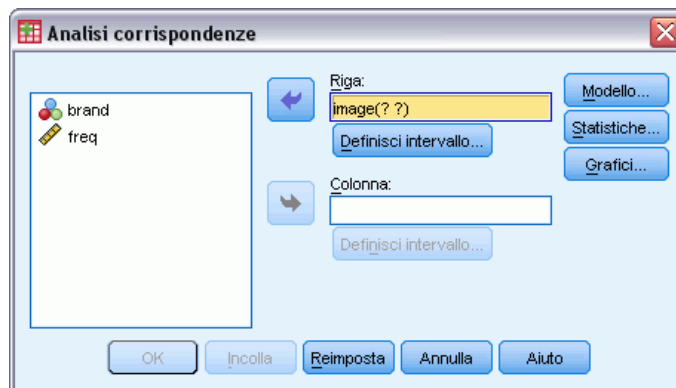 Analisi corrispondenze
brand
freq
Riga:
image(? ?)
Definisci intervallo...
Colonna:
Definisci intervallo...
Modello...
Statistiche...
Grafici...
OK
Incolla
Reimposta
Annulla
Aiuto